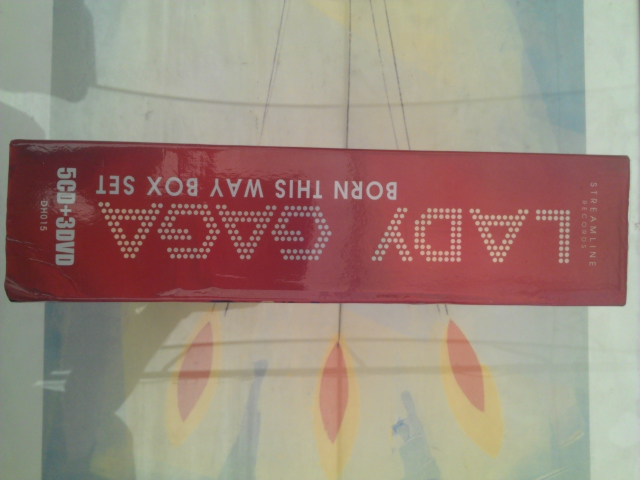 STREAMLINE
RECORDS
LADY GAGA
BORN THIS WAY BOX SET
5CD+3DVD
DH015